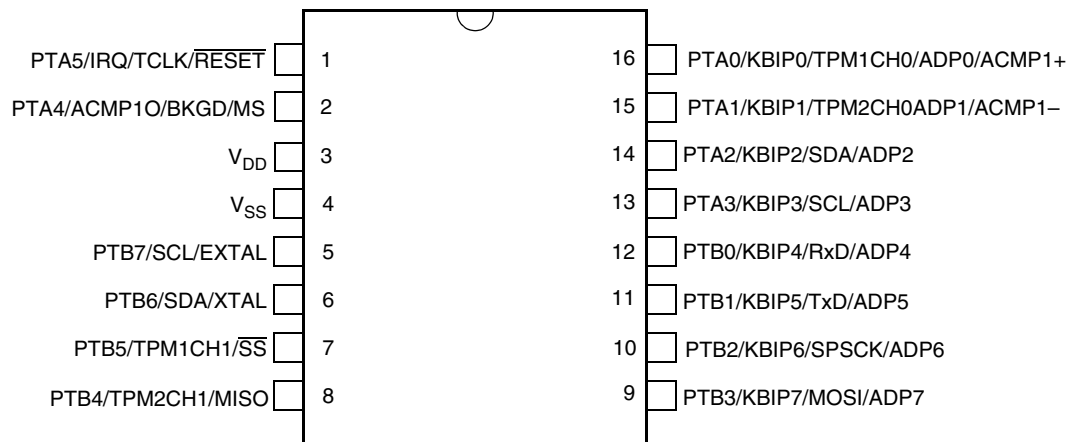 PTA5/IRQ/TCLK/RESET 1
PTA4/ACMP1O/BKGD/MS 2
VDD 3
VSS 4
PTB7/SCL/EXTAL 5
PTB6/SDA/XTAL 6
PTB5/TPM1CH1/SS 7
PTB4/TPM2CH1/MISO 8
16 PTA0/KBIP0/TPM1CH0/ADP0/ACMP1+
15 PTA1/KBIP1/TPM2CH0ADP1/ACMP1–
14 PTA2/KBIP2/SDA/ADP2
13 PTA3/KBIP3/SCL/ADP3
12 PTB0/KBIP4/RxD/ADP4
11 PTB1/KBIP5/TxD/ADP5
10 PTB2/KBIP6/SPSCK/ADP6
9 PTB3/KBIP7/MOSI/ADP7